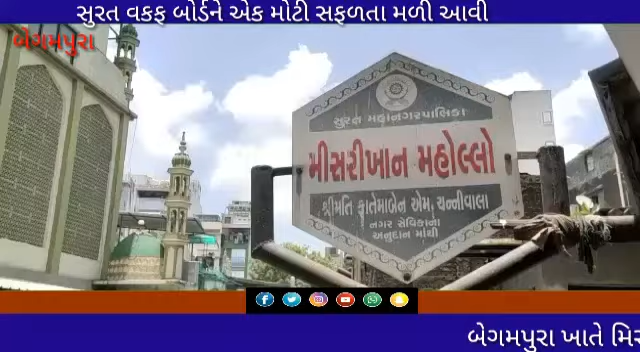 સુરત વકફ બોર્ડને એક મોટી સફળતા મળી આવી
બેગમપુરા
સુરત મહાનગરપાલિકા
મીસરીખાન મહોલ્લો
શ્રીમતિ ફાતેમાબેન એમ. ચન્નીવાલા
નગર સેવિકાના
અનુદાન માંથી
બેગમપુરા ખાતે મિસ